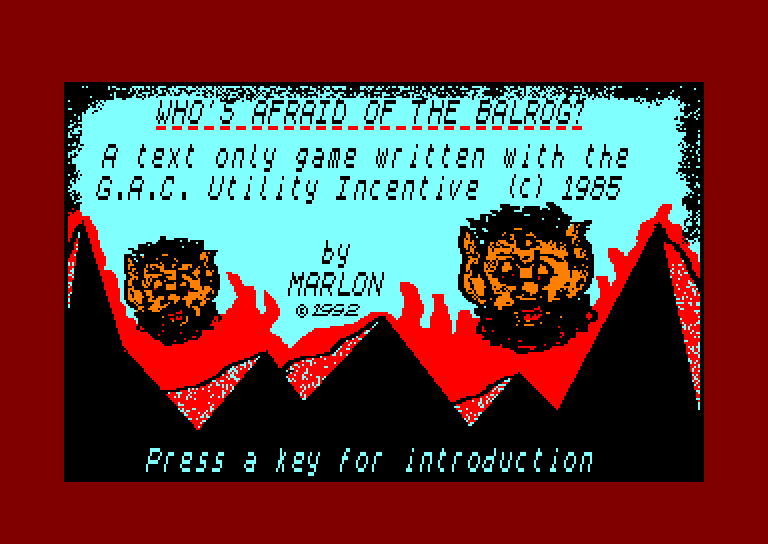 WHO'S AFRAID OF THE BALROG?
A text only game written with the
G.A.C. Utility Incentive (C) 1985
by
MARLON
© 1992
Press a key for introduction